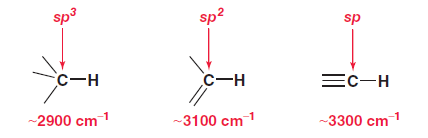 sp³ sp² sp
C–H C–H C–H
~2900 cm⁻¹ ~3100 cm⁻¹ ~3300 cm⁻¹